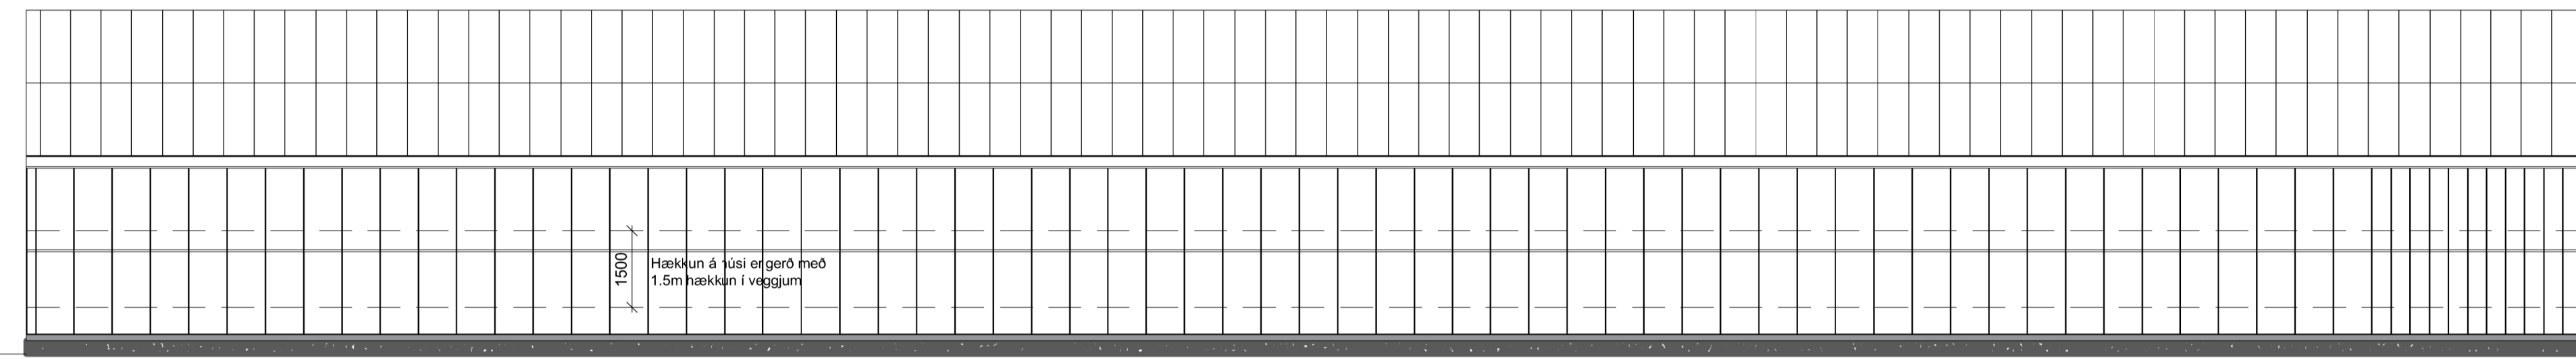 1500
Hækkun á húsi er gerð með
1.5m hækkun í veggjum